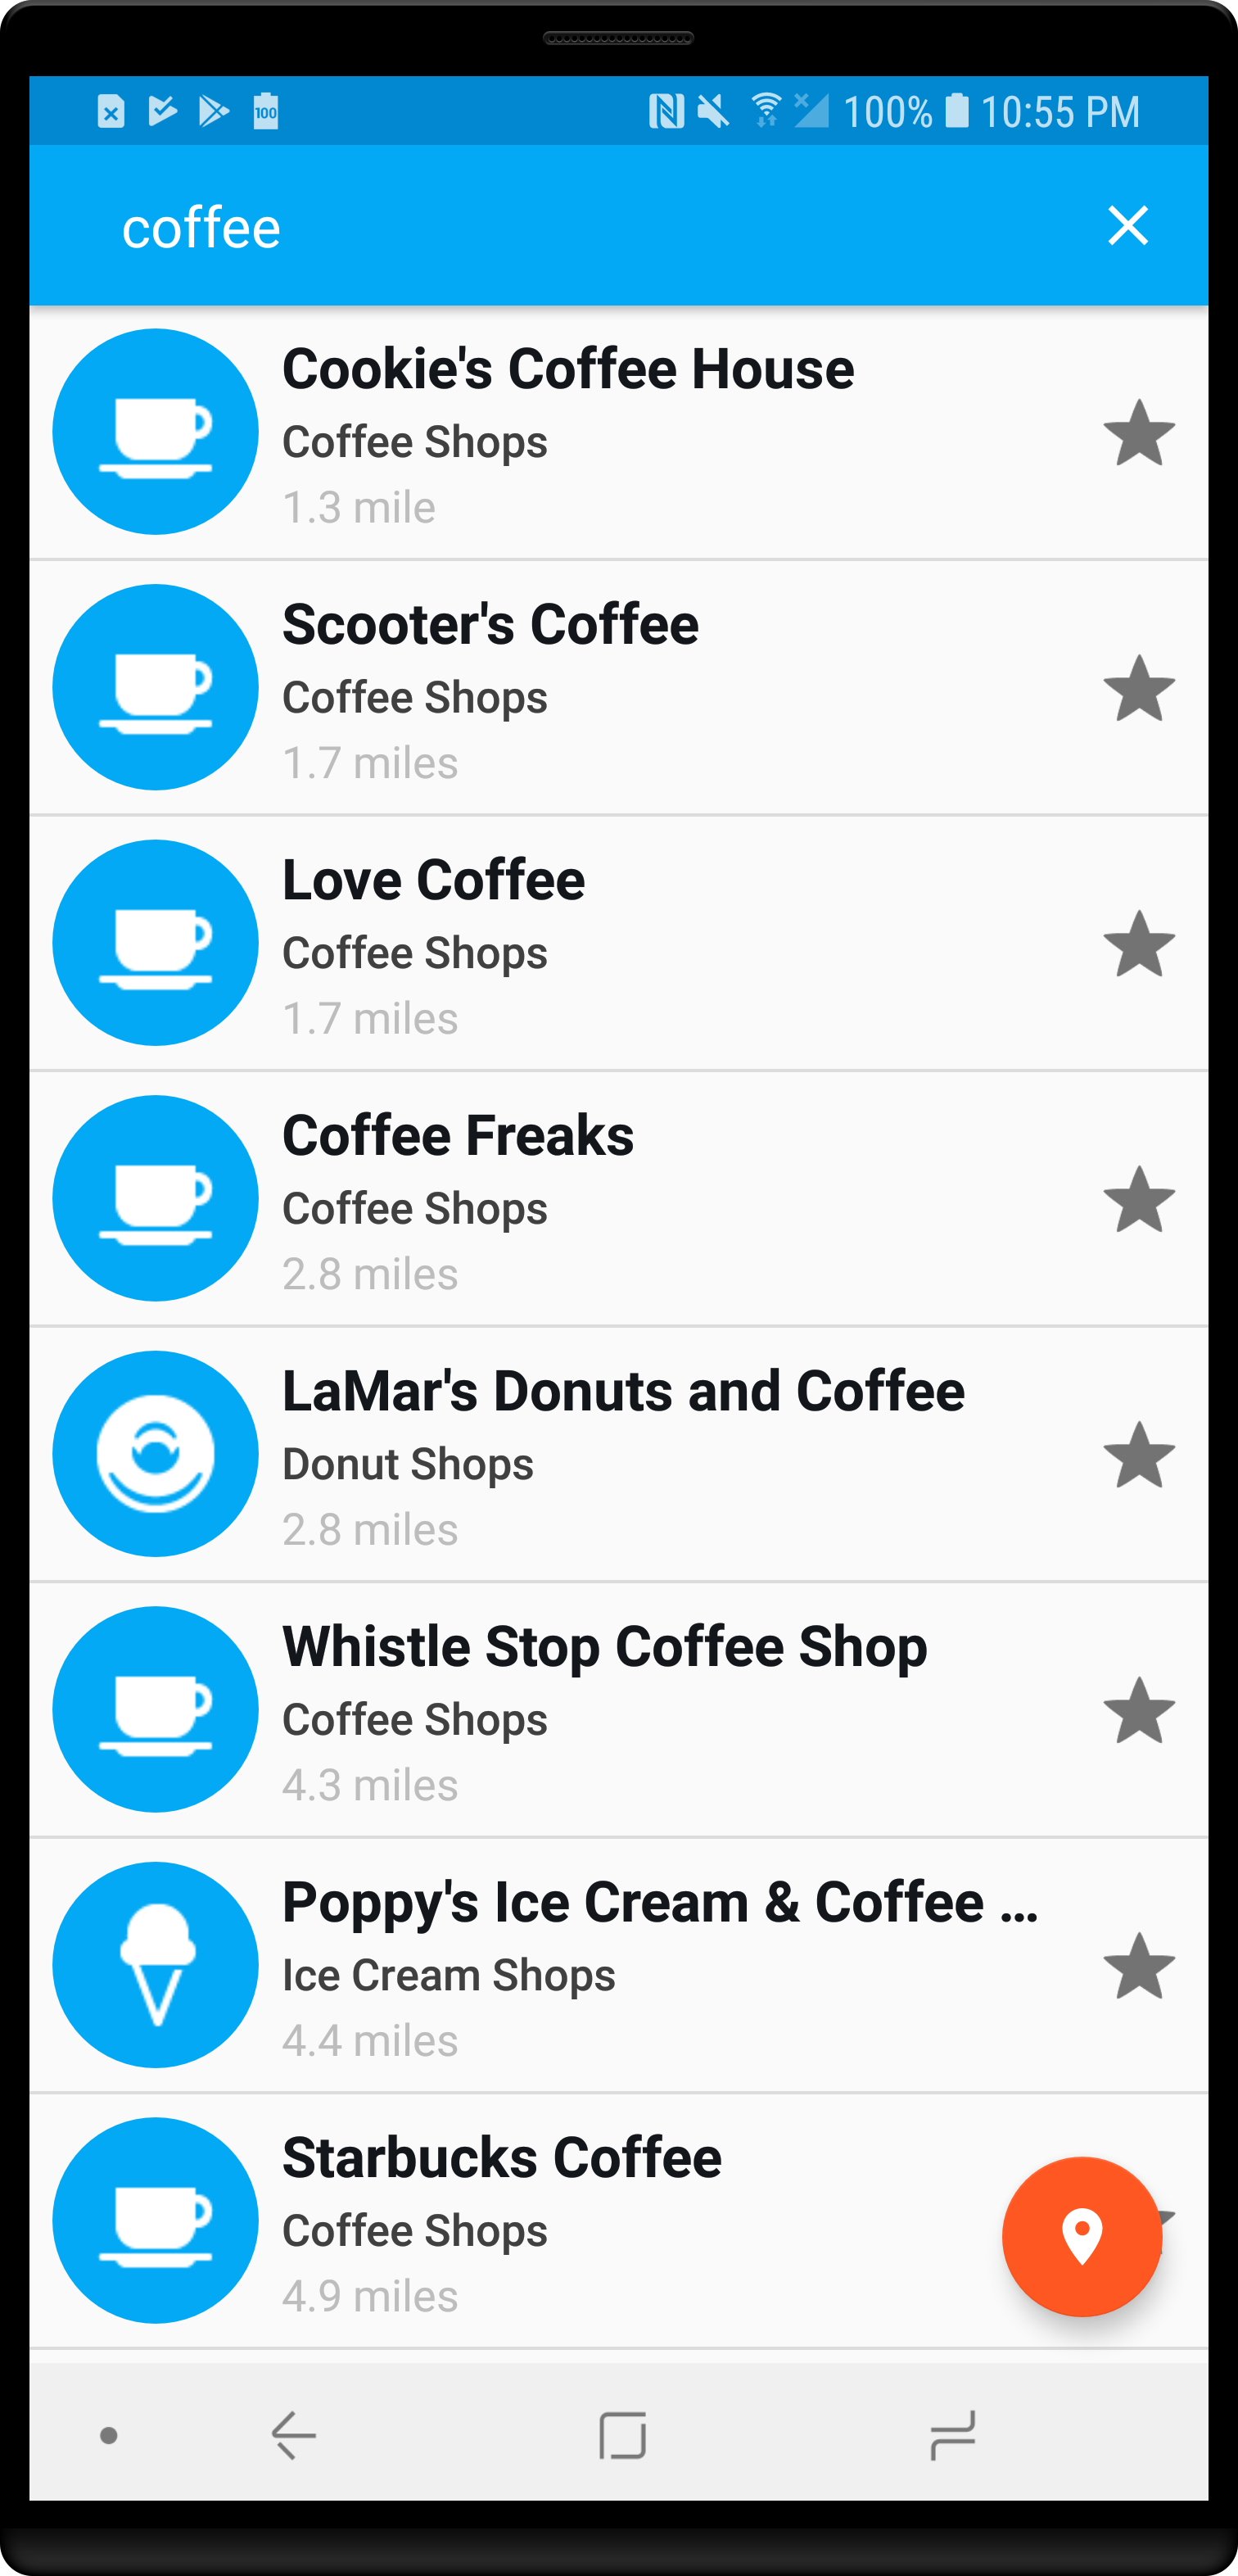 100
100% 10:55 PM
coffee
Cookie's Coffee House
Coffee Shops
1.3 mile
Scooter's Coffee
Coffee Shops
1.7 miles
Love Coffee
Coffee Shops
1.7 miles
Coffee Freaks
Coffee Shops
2.8 miles
LaMar's Donuts and Coffee
Donut Shops
2.8 miles
Whistle Stop Coffee Shop
Coffee Shops
4.3 miles
Poppy's Ice Cream & Coffee ...
Ice Cream Shops
4.4 miles
Starbucks Coffee
Coffee Shops
4.9 miles